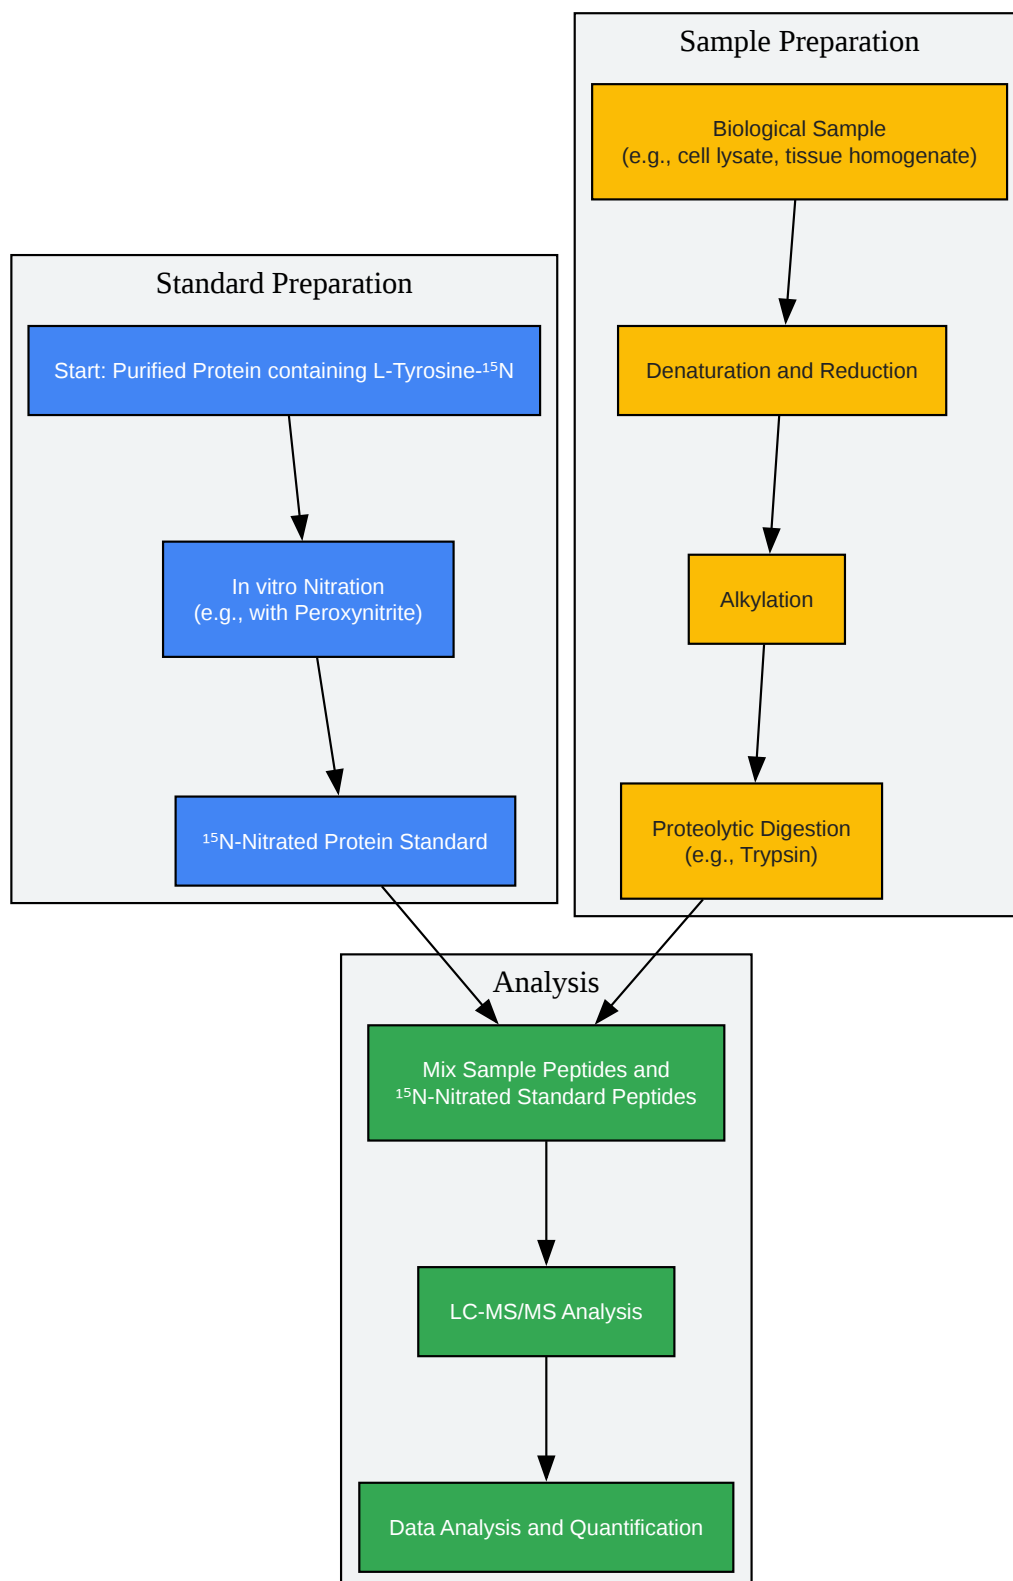 Sample Preparation
Biological Sample
(e.g., cell lysate, tissue homogenate)
Standard Preparation
Start: Purified Protein containing L-Tyrosine-¹⁵N
Denaturation and Reduction
In vitro Nitration
(e.g., with Peroxynitrite)
Alkylation
¹⁵N-Nitrated Protein Standard
Proteolytic Digestion
(e.g., Trypsin)
Analysis
Mix Sample Peptides and
¹⁵N-Nitrated Standard Peptides
LC-MS/MS Analysis
Data Analysis and Quantification